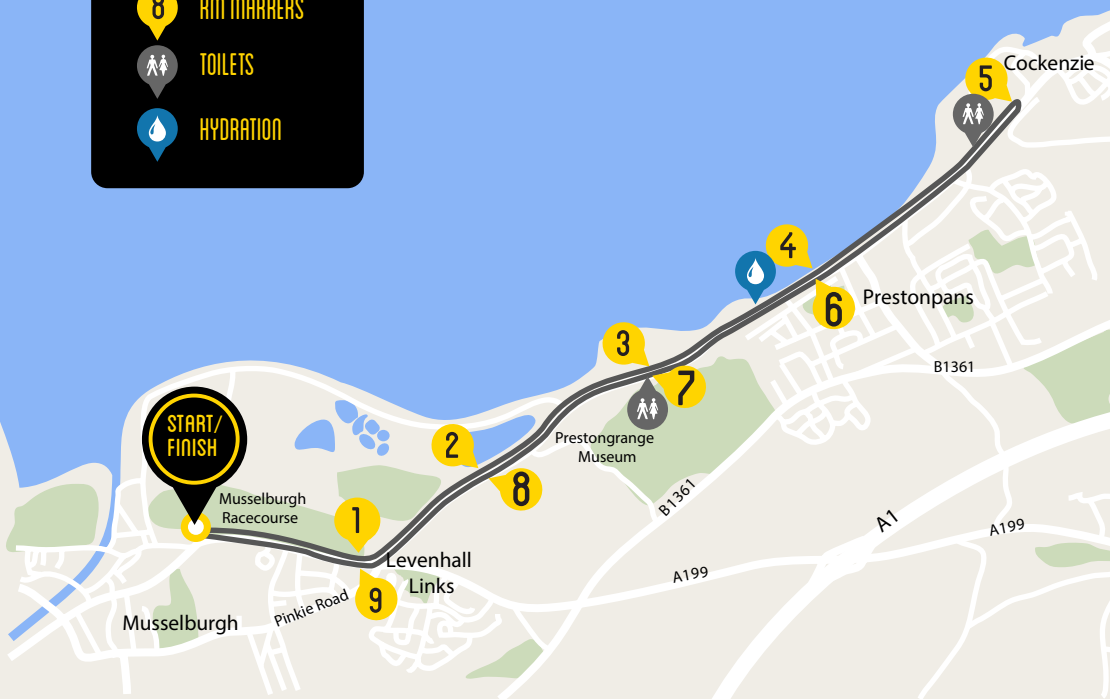 8
KM MARKERS
TOILETS
HYDRATION
5
Cockenzie
4
6
Prestonpans
3
7
B1361
START/
FINISH
2
Prestongrange
Museum
8
Musselburgh
Racecourse
1
B1361
A1
A199
Levenhall
Links
A199
9
Pinkie Road
Musselburgh